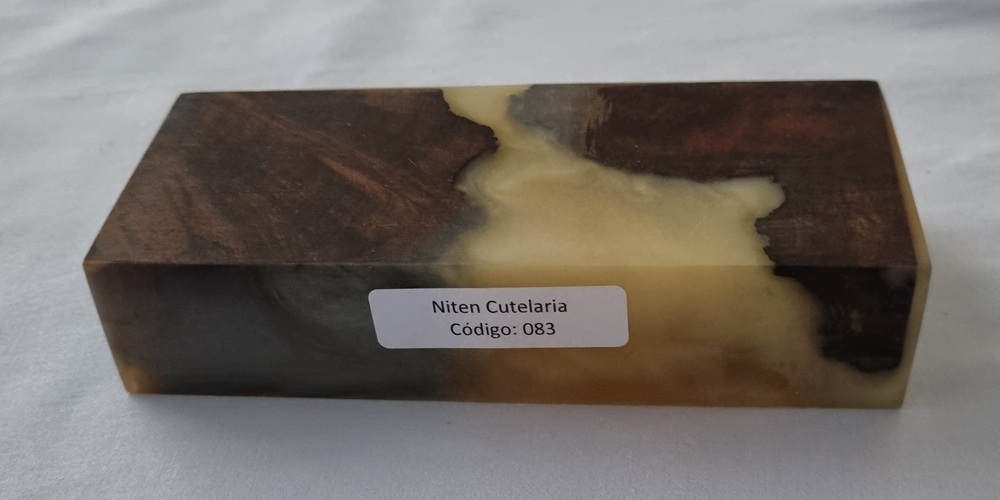 Niten Cutelaria
Código: 083